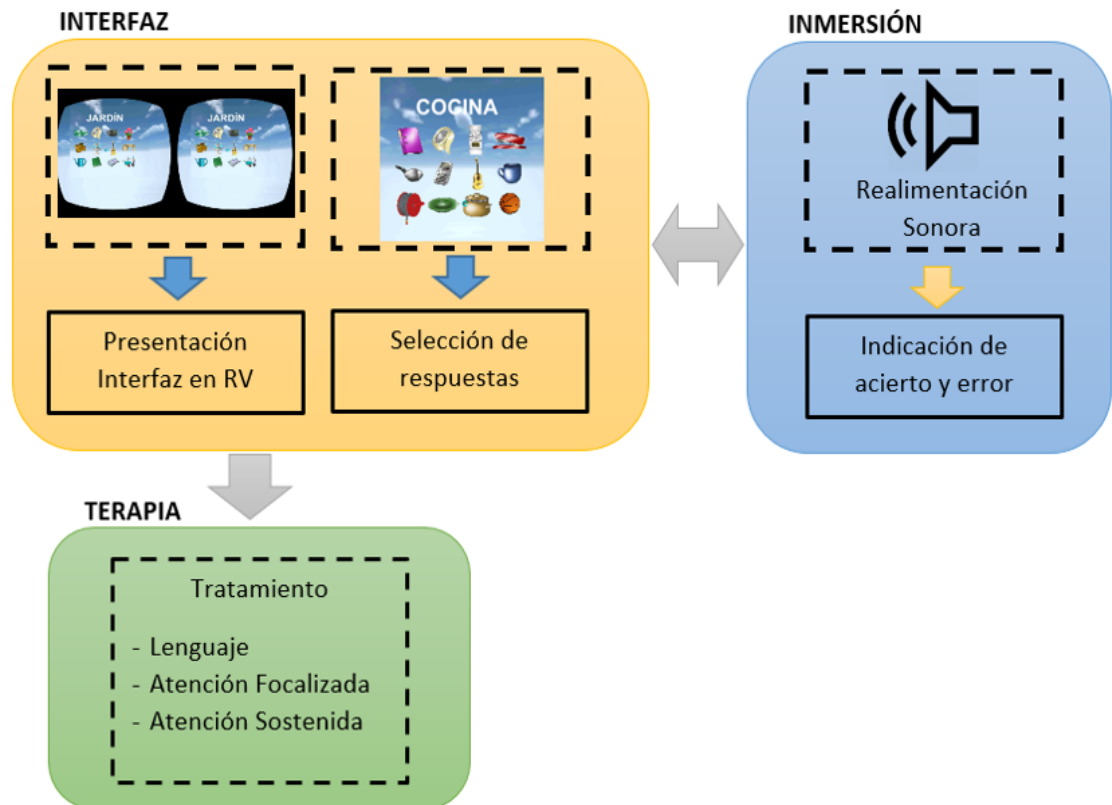 INTERFAZ
JARDÍN
JARDÍN
COCINA
Presentación
Interfaz en RV
Selección de
respuestas
INMERSIÓN
Realimentación
Sonora
Indicación de
acierto y error
TERAPIA
Tratamiento
- Lenguaje
- Atención Focalizada
- Atención Sostenida